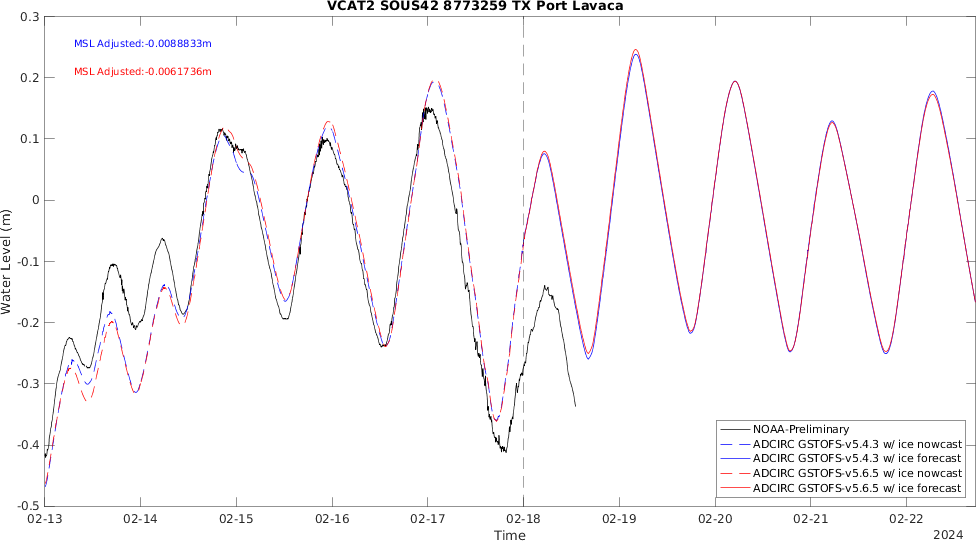 VCAT2 SOUS42 8773259 TX Port Lavaca
MSL Adjusted:-0.0088833m
MSL Adjusted:-0.0061736m
Water Level (m)
0.3
0.2
0.1
0
-0.1
-0.2
-0.3
-0.4
-0.5
NOAA-Preliminary
ADCIRC GSTOFS-v5.4.3 w/ ice nowcast
ADCIRC GSTOFS-v5.4.3 w/ ice forecast
ADCIRC GSTOFS-v5.6.5 w/ ice nowcast
ADCIRC GSTOFS-v5.6.5 w/ ice forecast
02-13 02-14 02-15 02-16 02-17 02-18 02-19 02-20 02-21 02-22
Time
2024